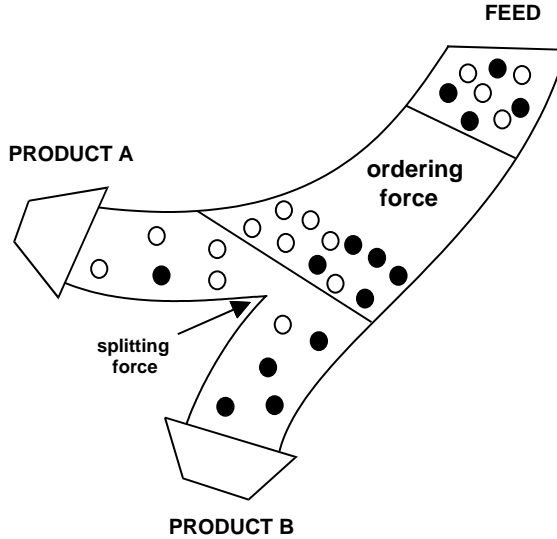 FEED
PRODUCT A
ordering
force
splitting
force
PRODUCT B